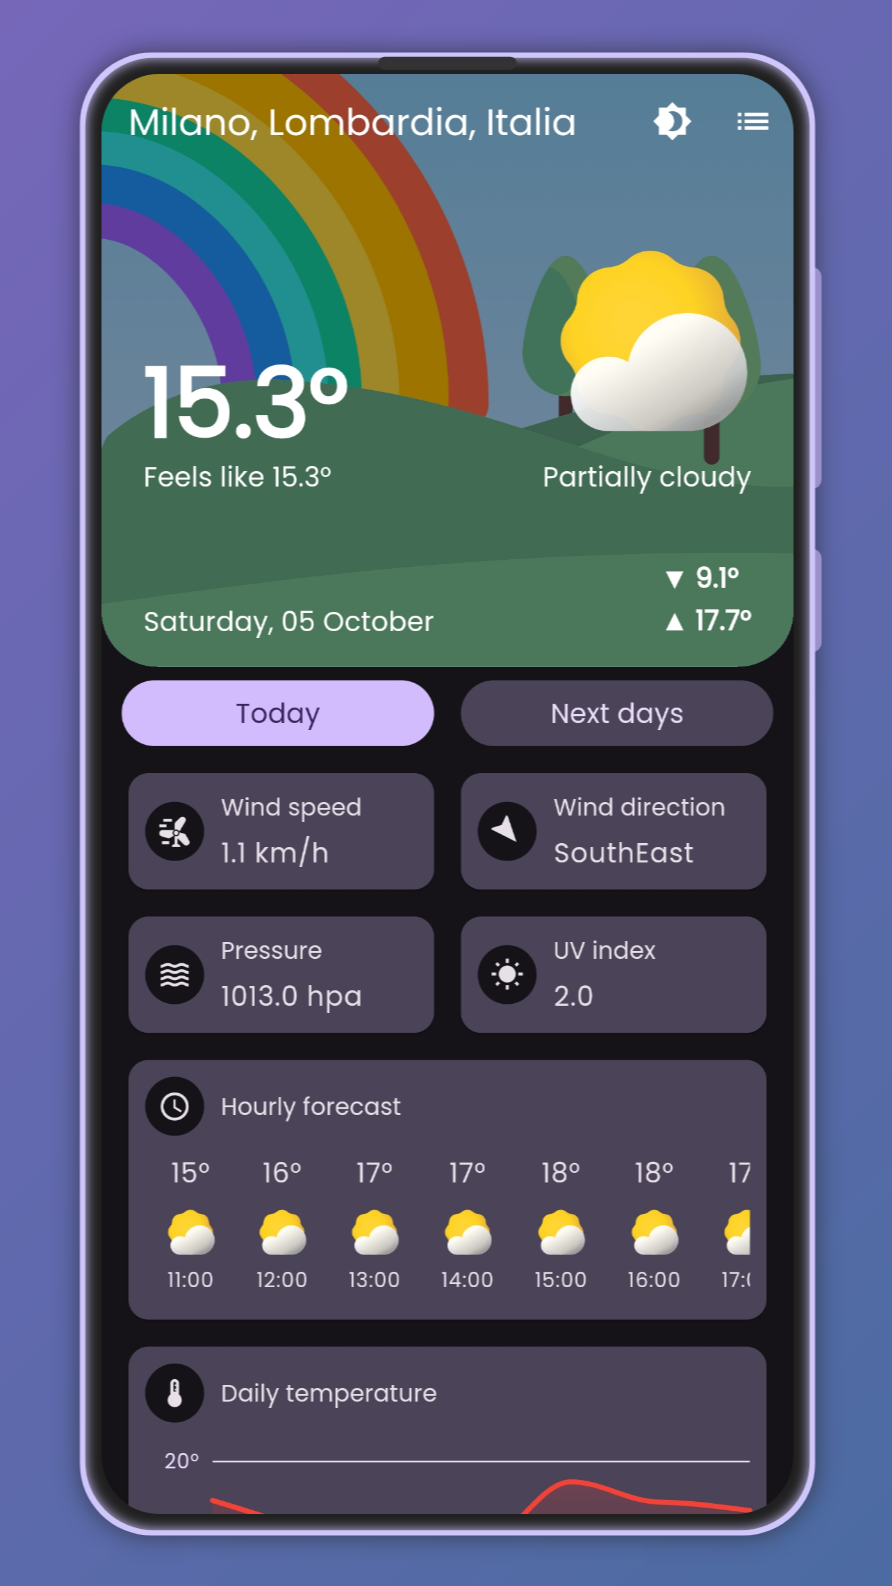 Milano, Lombardia, Italia
15.3°
Feels like 15.3°
Partially cloudy
▼ 9.1°
▲ 17.7°
Saturday, 05 October
Today
Next days
Wind speed
1.1 km/h
Wind direction
SouthEast
Pressure
1013.0 hpa
UV index
2.0
Hourly forecast
15° 16° 17° 17° 18° 18° 17
11:00 12:00 13:00 14:00 15:00 16:00 17:
Daily temperature
20°